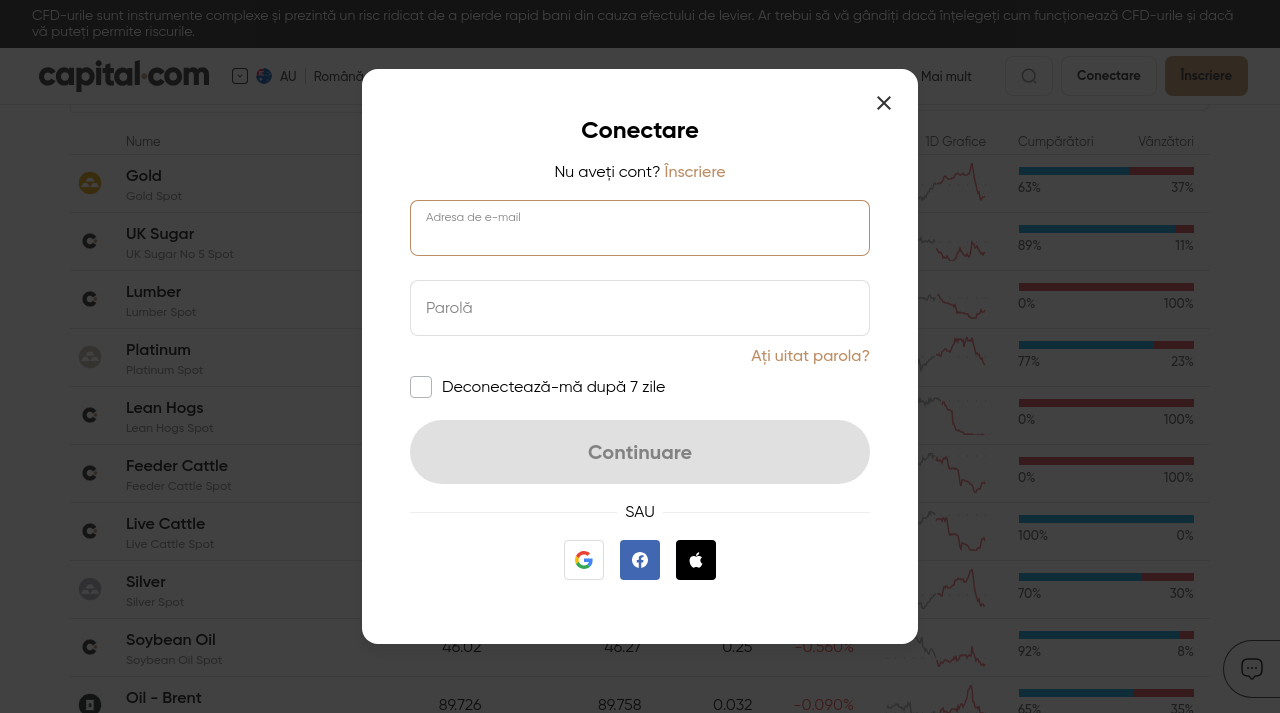 CFD-urile sunt instrumente complexe și prezintă un risc ridicat de a pierde rapid bani din cauza efectului de levier. Ar trebui să vă gândiți dacă înțelegeți cum funcționează CFD-urile și dacă
vă puteți permite riscurile.
capital.com AU Română Mai mult Conectare Înscriere
Conectare
Nu aveți cont? Înscriere
Adresa de e-mail
Parolă
Ați uitat parola?
Deconectează-mă după 7 zile
Continuare
SAU
Nume 1D Grafice Cumpărători Vânzători
Gold
Gold Spot
63% 37%
UK Sugar
UK Sugar No 5 Spot
89% 11%
Lumber
Lumber Spot
0% 100%
Platinum
Platinum Spot
77% 23%
Lean Hogs
Lean Hogs Spot
0% 100%
Feeder Cattle
Feeder Cattle Spot
0% 100%
Live Cattle
Live Cattle Spot
100% 0%
Silver
Silver Spot
70% 30%
Soybean Oil
Soybean Oil Spot
46.02 46.27 0.25 -0.560%
92% 8%
Oil - Brent
89.726 89.758 0.032 -0.090%
65% 35%